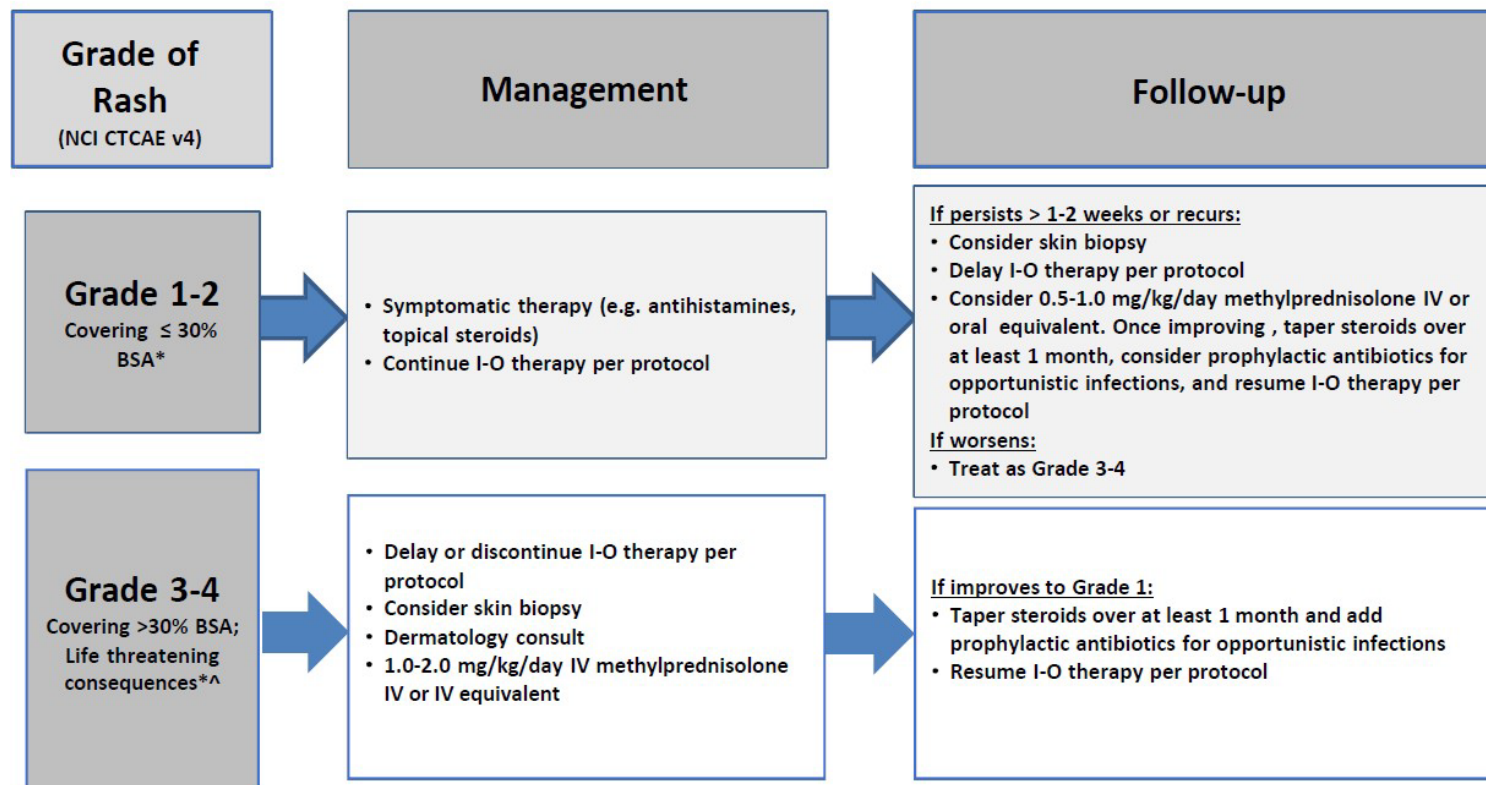 Grade of
Rash
(NCI CTCAE v4)
Management
Follow-up
Grade 1-2
Covering ≤ 30%
BSA*
• Symptomatic therapy (e.g. antihistamines,
topical steroids)
• Continue I-O therapy per protocol
If persists > 1-2 weeks or recurs:
• Consider skin biopsy
• Delay I-O therapy per protocol
• Consider 0.5-1.0 mg/kg/day methylprednisolone IV or
oral equivalent. Once improving , taper steroids over
at least 1 month, consider prophylactic antibiotics for
opportunistic infections, and resume I-O therapy per
protocol
If worsens:
• Treat as Grade 3-4
Grade 3-4
Covering >30% BSA;
Life threatening
consequences*^
• Delay or discontinue I-O therapy per
protocol
• Consider skin biopsy
• Dermatology consult
• 1.0-2.0 mg/kg/day IV methylprednisolone
IV or IV equivalent
If improves to Grade 1:
• Taper steroids over at least 1 month and add
prophylactic antibiotics for opportunistic infections
• Resume I-O therapy per protocol